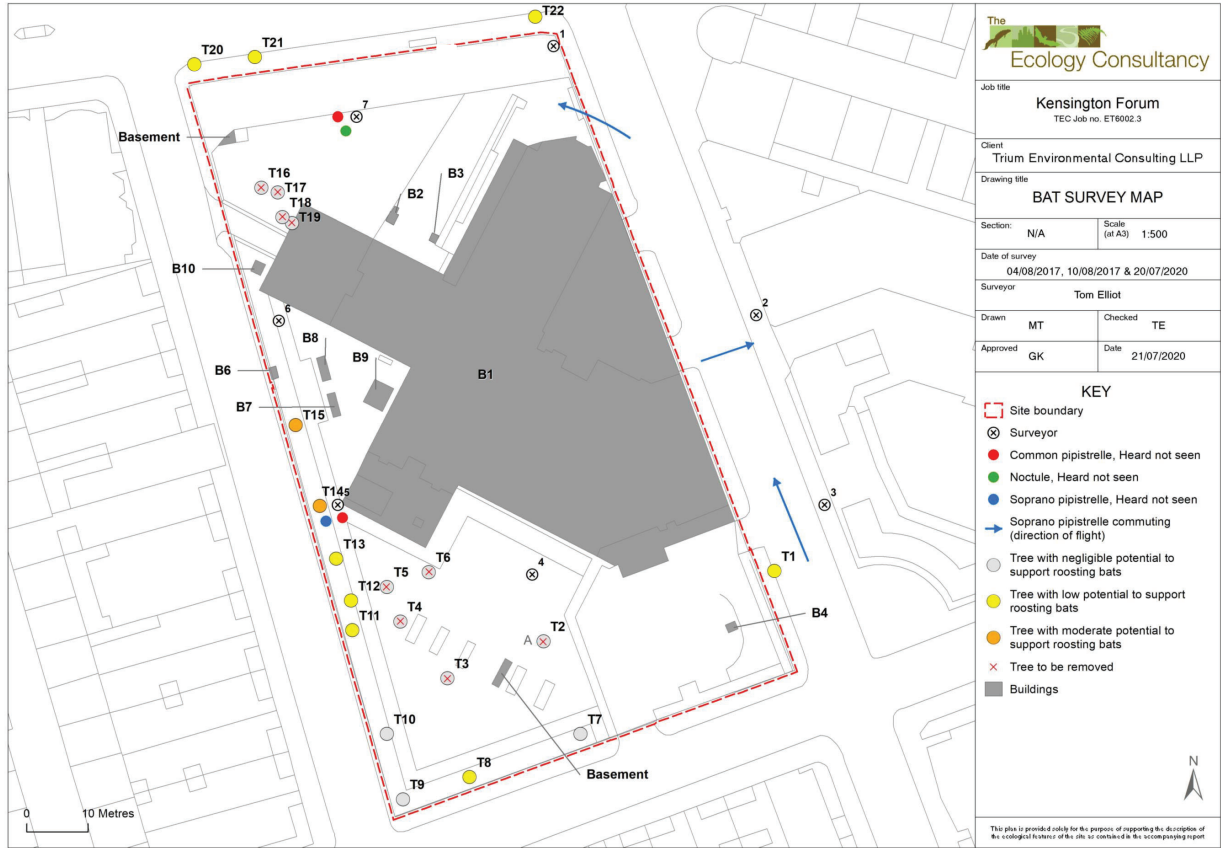 T22
T20
T21
1
7
Basement
T16
T17
T18
T19
B2
B3
B10
6
2
B8
B9
B6
B7
B1
T15
T14
5
3
T13
T6
T5
T12
4
T1
T11
T4
A
T2
B4
T3
T10
T7
T8
Basement
T9
0
10 Metres
The
Ecology Consultancy
Job title
Kensington Forum
TEC Job no. ET6002.3
Client
Trium Environmental Consulting LLP
Drawing title
BAT SURVEY MAP
Section:
N/A
Scale
(at A3) 1:500
Date of survey
04/08/2017, 10/08/2017 & 20/07/2020
Surveyor
Tom Elliot
Drawn
MT
Checked
TE
Approved
GK
Date
21/07/2020
KEY
Site boundary
Surveyor
Common pipistrelle, Heard not seen
Noctule, Heard not seen
Soprano pipistrelle, Heard not seen
Soprano pipistrelle commuting
(direction of flight)
Tree with negligible potential to
support roosting bats
Tree with low potential to support
roosting bats
Tree with moderate potential to
support roosting bats
Tree to be removed
Buildings
N
This plan is provided solely for the purpose of supporting the description of
the ecological features of the site as contained in the accompanying report